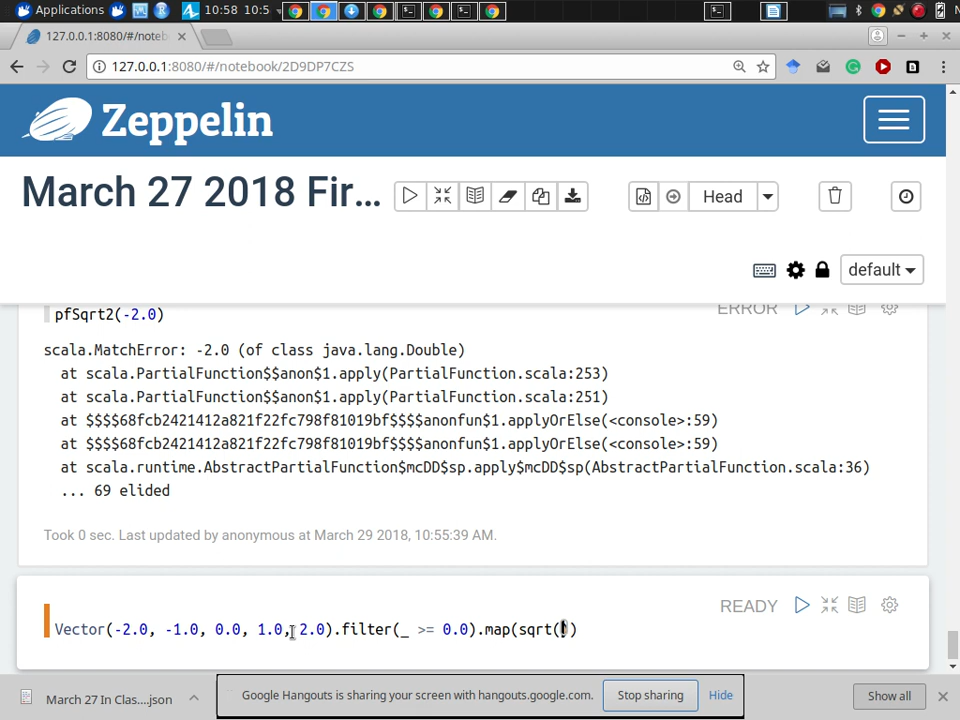 Applications 10:58 10:5
127.0.0.1:8080/#/noteb
127.0.0.1:8080/#/notebook/2D9DP7CZS
Zeppelin
March 27 2018 Fir...
Head
default
pfSqrt2(-2.0)
ERROR
scala.MatchError: -2.0 (of class java.lang.Double)
at scala.PartialFunction$$anon$1.apply(PartialFunction.scala:253)
at scala.PartialFunction$$anon$1.apply(PartialFunction.scala:251)
at $$$$68fcb2421412a821f22fc798f81019bf$$$$anonfun$1.applyOrElse(<console>:59)
at $$$$68fcb2421412a821f22fc798f81019bf$$$$anonfun$1.applyOrElse(<console>:59)
at scala.runtime.AbstractPartialFunction$mcDD$sp.apply$mcDD$sp(AbstractPartialFunction.scala:36)
... 69 elided
Took 0 sec. Last updated by anonymous at March 29 2018, 10:55:39 AM.
READY
Vector(-2.0, -1.0, 0.0, 1.0, 2.0).filter(_ >= 0.0).map(sqrt())
March 27 In Clas....json
Google Hangouts is sharing your screen with hangouts.google.com.
Stop sharing
Hide
Show all